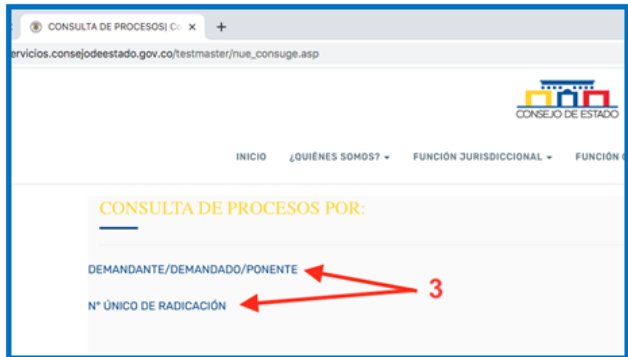 CONSULTA DE PROCESOS| Co
ervicios.consejodeestado.gov.co/testmaster/nue_consuge.asp
CONSEJO DE ESTADO
INICIO ¿QUIÉNES SOMOS? FUNCIÓN JURISDICCIONAL FUNCIÓN
CONSULTA DE PROCESOS POR:
DEMANDANTE/DEMANDADO/PONENTE
3
N° ÚNICO DE RADICACIÓN